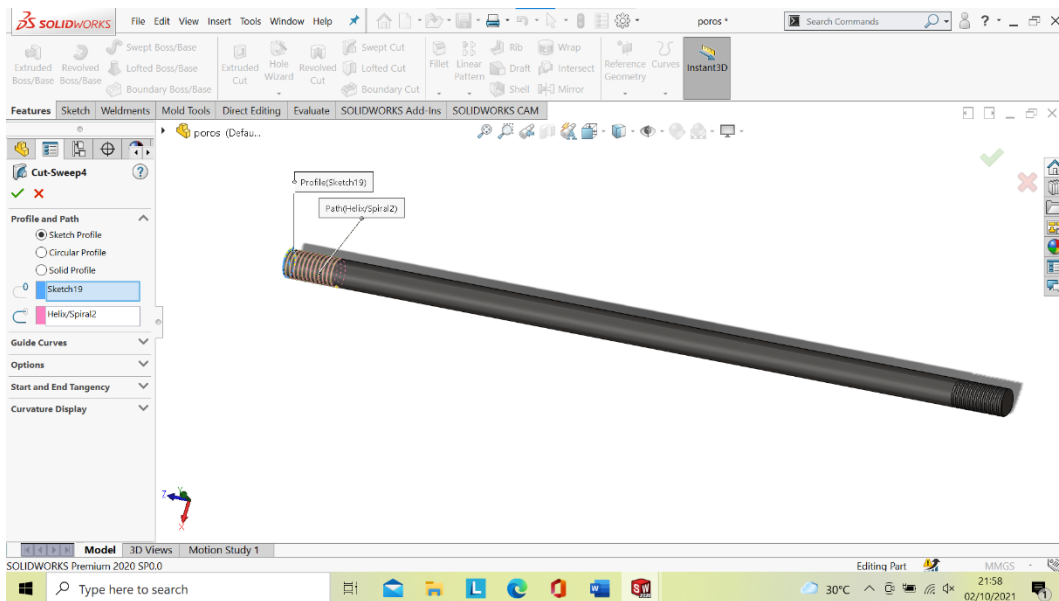 SOLIDWORKS File Edit View Insert Tools Window Help poros * Search Commands ?
Extruded Boss/Base
Revolved Boss/Base
Swept Boss/Base
Lofted Boss/Base
Boundary Boss/Base
Extruded Cut
Hole Wizard
Revolved Cut
Swept Cut
Lofted Cut
Boundary Cut
Fillet
Linear Pattern
Rib
Draft
Shell
Wrap
Intersect
Mirror
Reference Geometry
Curves
Instant3D
Features Sketch Weldments Mold Tools Direct Editing Evaluate SOLIDWORKS Add-Ins SOLIDWORKS CAM
poros (Defau..
Cut-Sweep4
Profile and Path
Sketch Profile
Circular Profile
Solid Profile
Sketch19
Helix/Spiral2
Guide Curves
Options
Start and End Tangency
Curvature Display
Profile(Sketch19)
Path(Helix/Spiral2)
Z
Y
X
Model 3D Views Motion Study 1
SOLIDWORKS Premium 2020 SP0.0 Editing Part MMGS
Type here to search
30°C
21:58
02/10/2021